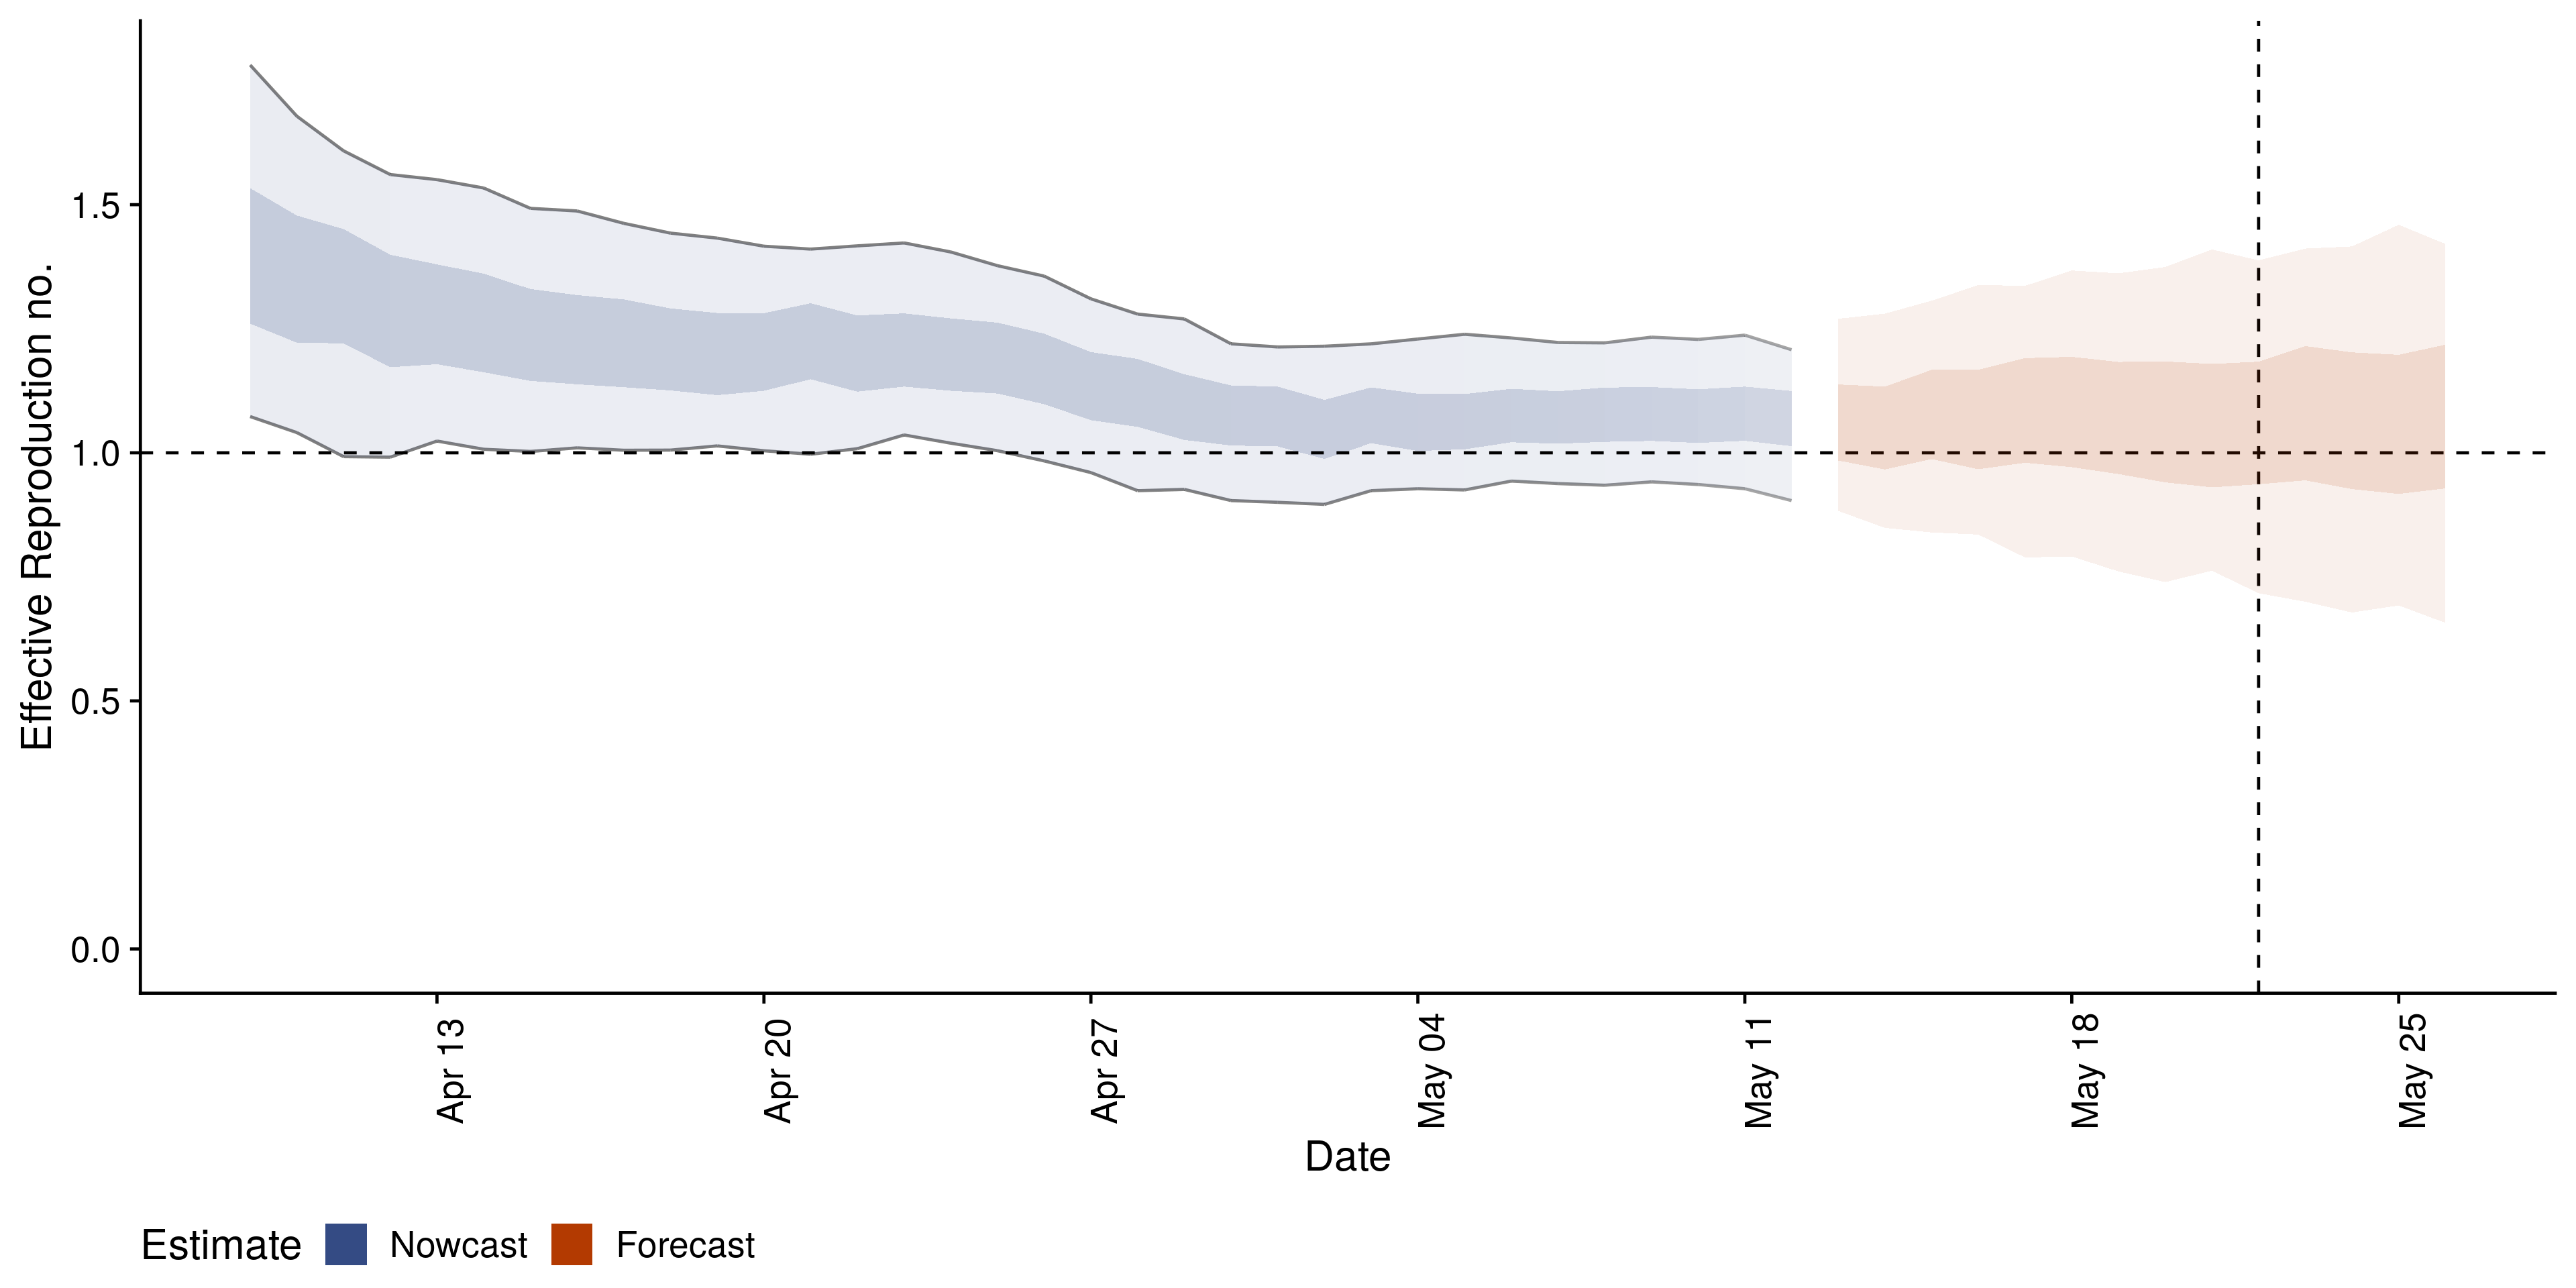 Effective Reproduction no.
1.5
1.0
0.5
0.0
Apr 13
Apr 20
Apr 27
May 04
May 11
May 18
May 25
Date
Estimate Nowcast Forecast